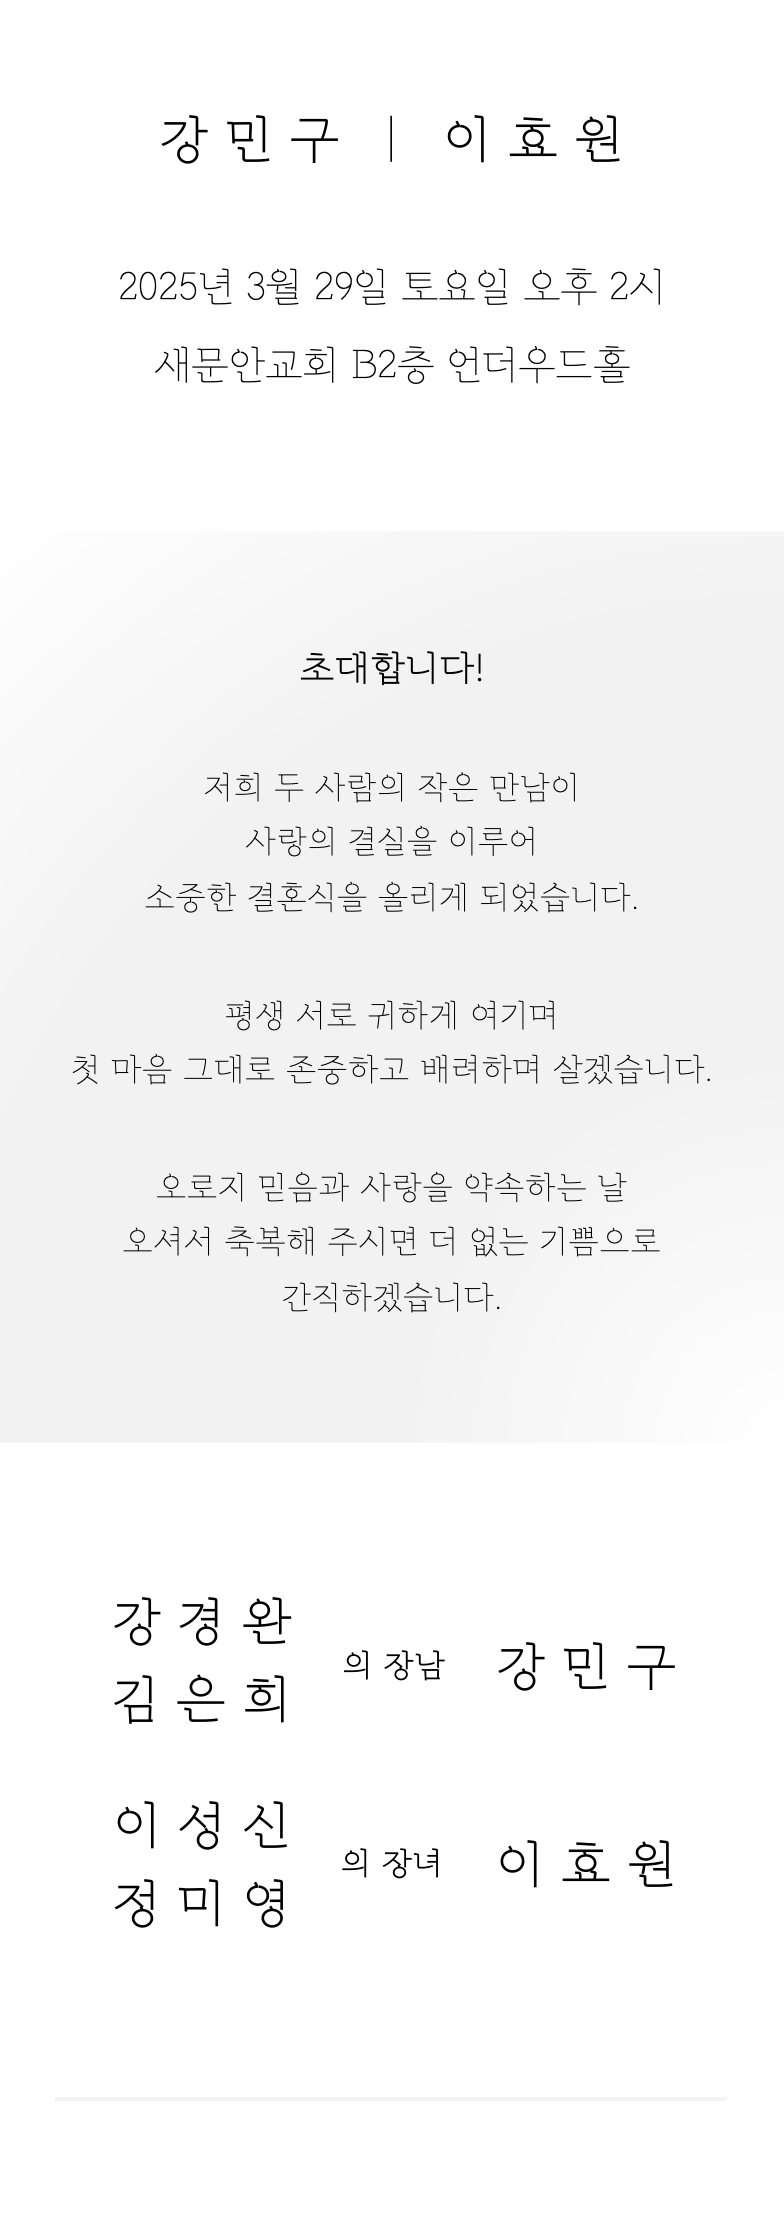 강민구 | 이효원
2025년 3월 29일 토요일 오후 2시
새문안교회 B2층 언더우드홀
초대합니다!
저희 두 사람의 작은 만남이
사랑의 결실을 이루어
소중한 결혼식을 올리게 되었습니다.
평생 서로 귀하게 여기며
첫 마음 그대로 존중하고 배려하며 살겠습니다.
오로지 믿음과 사랑을 약속하는 날
오셔서 축복해 주시면 더 없는 기쁨으로
간직하겠습니다.
강경완
김은희
의 장남 강민구
이성신
정미영
의 장녀 이효원